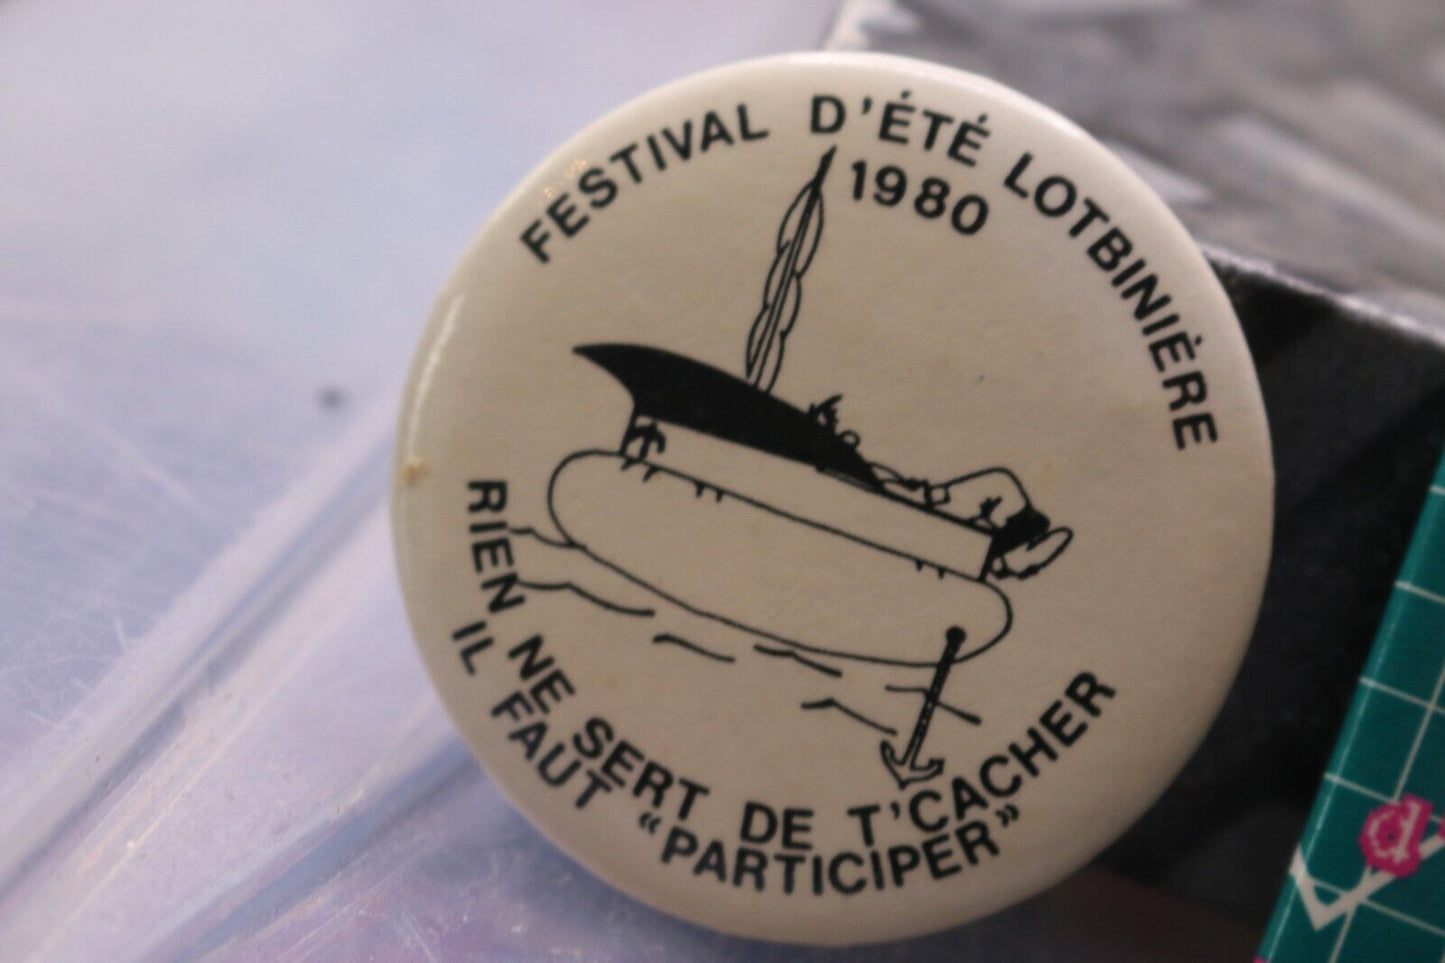 FESTIVAL D'ÉTÉ LOTBINIÈRE
1980
RIEN NE SERT DE T'CACHER
IL FAUT «PARTICIPER»
d